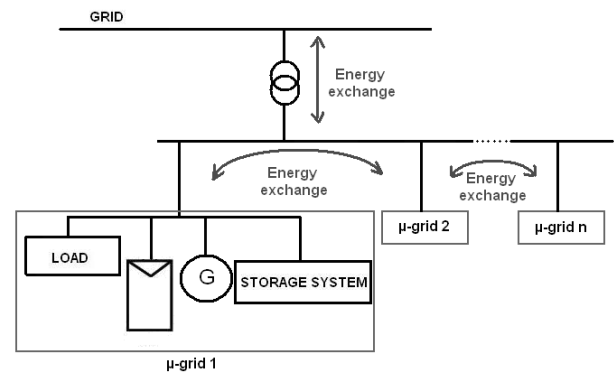 GRID
Energy
exchange
Energy
exchange
Energy
exchange
µ-grid 2
µ-grid n
LOAD
G
STORAGE SYSTEM
µ-grid 1